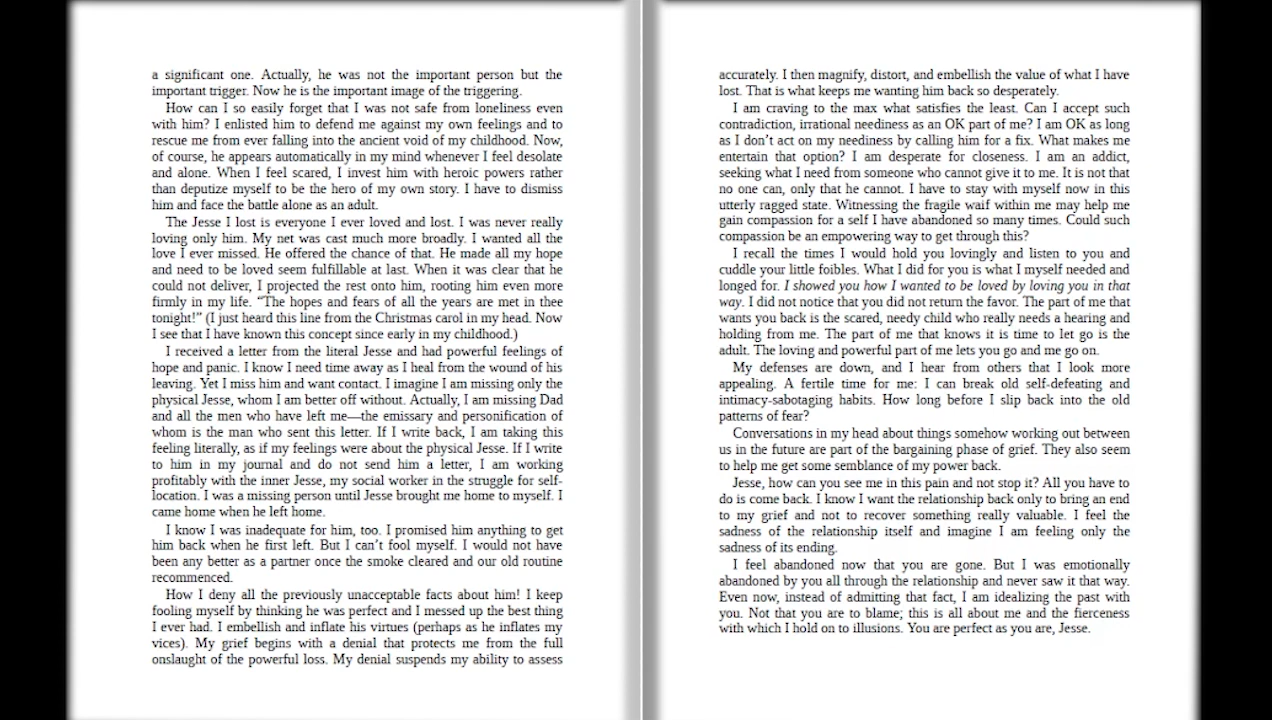 a significant one. Actually, he was not the important person but the
important trigger. Now he is the important image of the triggering.
How can I so easily forget that I was not safe from loneliness even
with him? I enlisted him to defend me against my own feelings and to
rescue me from ever falling into the ancient void of my childhood. Now,
of course, he appears automatically in my mind whenever I feel desolate
and alone. When I feel scared, I invest him with heroic powers rather
than deputize myself to be the hero of my own story. I have to dismiss
him and face the battle alone as an adult.
The Jesse I lost is everyone I ever loved and lost. I was never really
loving only him. My net was cast much more broadly. I wanted all the
love I ever missed. He offered the chance of that. He made all my hope
and need to be loved seem fulfillable at last. When it was clear that he
could not deliver, I projected the rest onto him, rooting him even more
firmly in my life. “The hopes and fears of all the years are met in thee
tonight!” (I just heard this line from the Christmas carol in my head. Now
I see that I have known this concept since early in my childhood.)
I received a letter from the literal Jesse and had powerful feelings of
hope and panic. I know I need time away as I heal from the wound of his
leaving. Yet I miss him and want contact. I imagine I am missing only the
physical Jesse, whom I am better off without. Actually, I am missing Dad
and all the men who have left me—the emissary and personification of
whom is the man who sent this letter. If I write back, I am taking this
feeling literally, as if my feelings were about the physical Jesse. If I write
to him in my journal and do not send him a letter, I am working
profitably with the inner Jesse, my social worker in the struggle for self-
location. I was a missing person until Jesse brought me home to myself. I
came home when he left home.
I know I was inadequate for him, too. I promised him anything to get
him back when he first left. But I can’t fool myself. I would not have
been any better as a partner once the smoke cleared and our old routine
recommenced.
How I deny all the previously unacceptable facts about him! I keep
fooling myself by thinking he was perfect and I messed up the best thing
I ever had. I embellish and inflate his virtues (perhaps as he inflates my
vices). My grief begins with a denial that protects me from the full
onslaught of the powerful loss. My denial suspends my ability to assess
accurately. I then magnify, distort, and embellish the value of what I have
lost. That is what keeps me wanting him back so desperately.
I am craving to the max what satisfies the least. Can I accept such
contradiction, irrational neediness as an OK part of me? I am OK as long
as I don’t act on my neediness by calling him for a fix. What makes me
entertain that option? I am desperate for closeness. I am an addict,
seeking what I need from someone who cannot give it to me. It is not that
no one can, only that he cannot. I have to stay with myself now in this
utterly ragged state. Witnessing the fragile waif within me may help me
gain compassion for a self I have abandoned so many times. Could such
compassion be an empowering way to get through this?
I recall the times I would hold you lovingly and listen to you and
cuddle your little foibles. What I did for you is what I myself needed and
longed for. I showed you how I wanted to be loved by loving you in that
way. I did not notice that you did not return the favor. The part of me that
wants you back is the scared, needy child who really needs a hearing and
holding from me. The part of me that knows it is time to let go is the
adult. The loving and powerful part of me lets you go and me go on.
My defenses are down, and I hear from others that I look more
appealing. A fertile time for me: I can break old self-defeating and
intimacy-sabotaging habits. How long before I slip back into the old
patterns of fear?
Conversations in my head about things somehow working out between
us in the future are part of the bargaining phase of grief. They also seem
to help me get some semblance of my power back.
Jesse, how can you see me in this pain and not stop it? All you have to
do is come back. I know I want the relationship back only to bring an end
to my grief and not to recover something really valuable. I feel the
sadness of the relationship itself and imagine I am feeling only the
sadness of its ending.
I feel abandoned now that you are gone. But I was emotionally
abandoned by you all through the relationship and never saw it that way.
Even now, instead of admitting that fact, I am idealizing the past with
you. Not that you are to blame; this is all about me and the fierceness
with which I hold on to illusions. You are perfect as you are, Jesse.